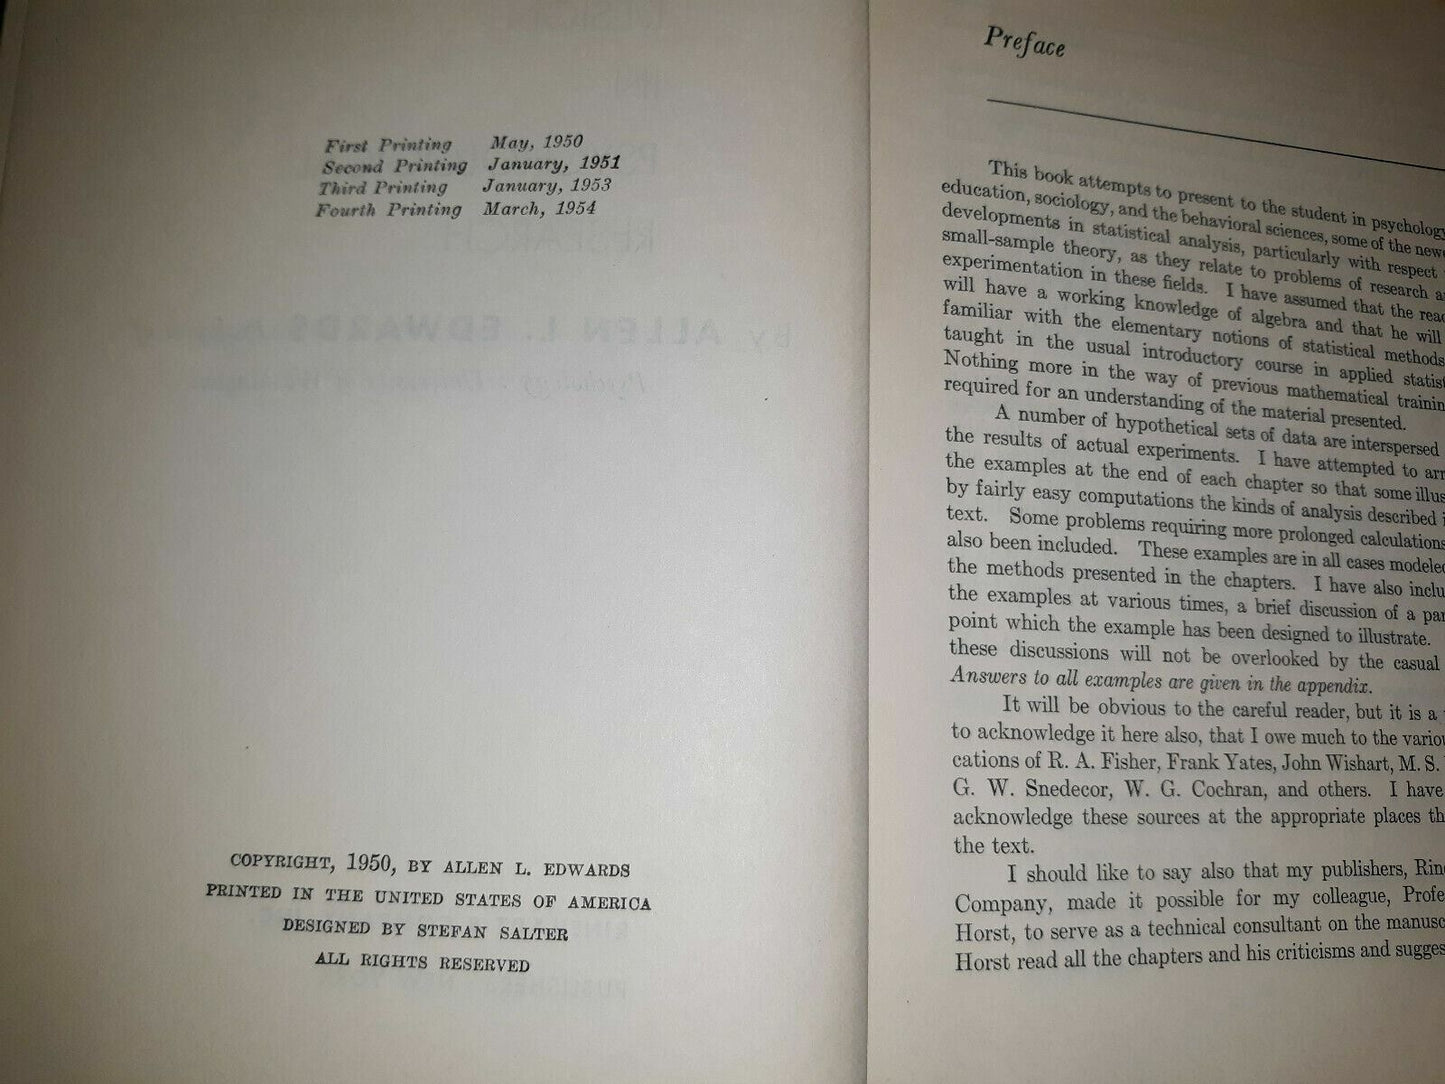 First Printing May, 1950
Second Printing January, 1951
Third Printing January, 1953
Fourth Printing March, 1954
by ALLEN L. EDWARDS
COPYRIGHT, 1950, BY ALLEN L. EDWARDS
PRINTED IN THE UNITED STATES OF AMERICA
DESIGNED BY STEFAN SALTER
ALL RIGHTS RESERVED
Preface
This book attempts to present to the student in psychology
education, sociology, and the behavioral sciences, some of the
developments in statistical analysis, particularly with respect
small-sample theory, as they relate to problems of research
experimentation in these fields. I have assumed that the
will have a working knowledge of algebra and that he will
familiar with the elementary notions of statistical methods
taught in the usual introductory course in applied
Nothing more in the way of previous mathematical
required for an understanding of the material presented.
A number of hypothetical sets of data are interspersed
the results of actual experiments. I have attempted to
the examples at the end of each chapter so that some
by fairly easy computations the kinds of analysis described
text. Some problems requiring more prolonged calculations
also been included. These examples are in all cases
the methods presented in the chapters. I have also
the examples at various times, a brief discussion of a
point which the example has been designed to illustrate.
these discussions will not be overlooked by the casual
Answers to all examples are given in the appendix.
It will be obvious to the careful reader, but it is a
to acknowledge it here also, that I owe much to the
cations of R. A. Fisher, Frank Yates, John Wishart, M. S.
G. W. Snedecor, W. G. Cochran, and others. I have
acknowledge these sources at the appropriate places
the text.
I should like to say also that my publishers,
Company, made it possible for my colleague,
Horst, to serve as a technical consultant on the
Horst read all the chapters and his criticisms and